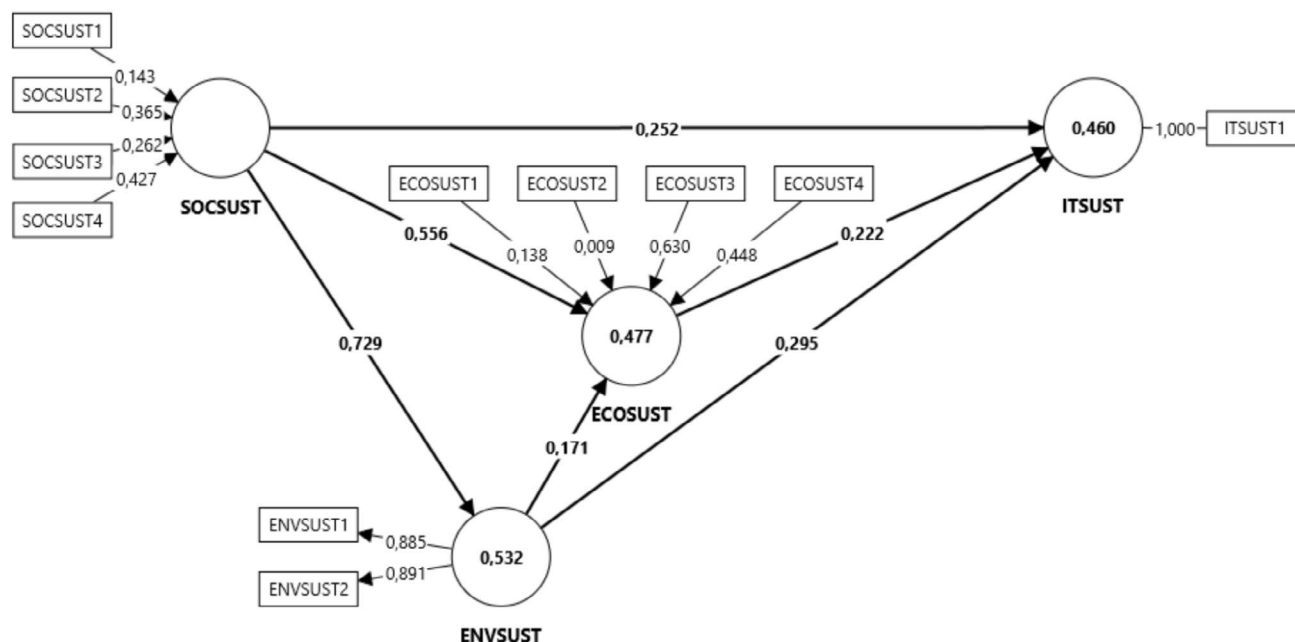 SOCSUST1
0,143
SOCSUST2
0,365
SOCSUST3
0,262
0,427
SOCSUST4
SOCSUST
0,252
0,460
1,000
ITSUST1
ITSUST
ECOSUST1
ECOSUST2
ECOSUST3
ECOSUST4
0,556
0,138
0,009
0,630
0,448
0,222
0,729
0,477
0,295
ECOSUST
0,171
ENVSUST1
0,885
0,532
ENVSUST2
0,891
ENVSUST